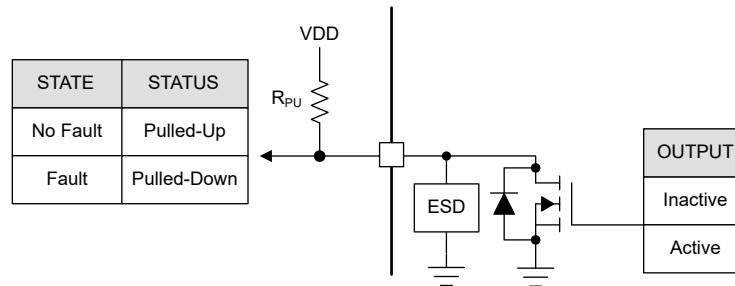 VDD
STATE STATUS
R_PU
No Fault Pulled-Up
Fault Pulled-Down
ESD
OUTPUT
Inactive
Active